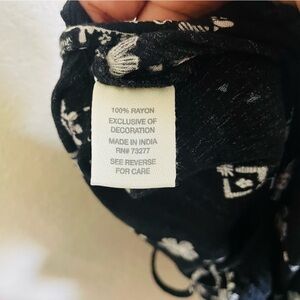 100% RAYON
EXCLUSIVE OF
DECORATION
MADE IN INDIA
RN# 73277
SEE REVERSE
FOR CARE